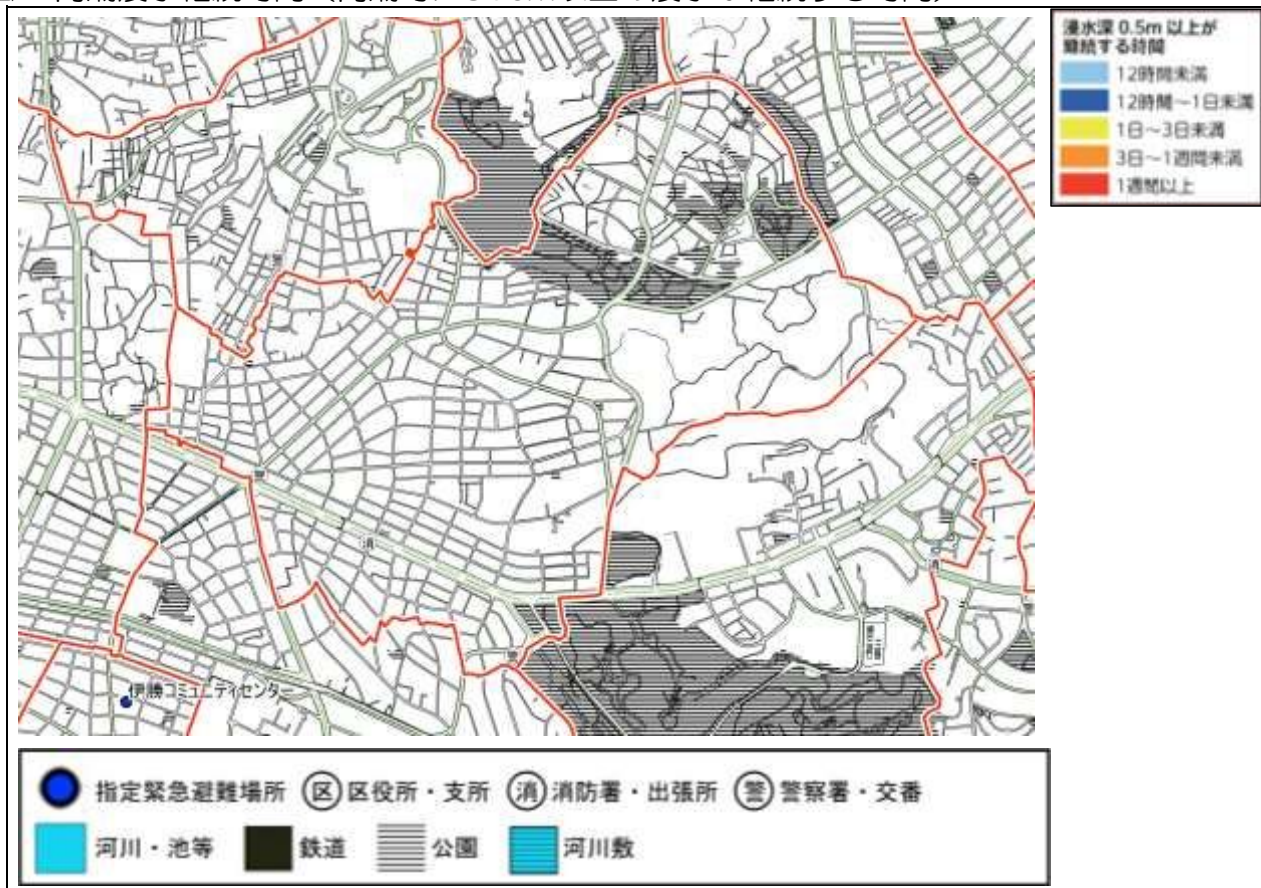 浸水深 0.5m 以上が
継続する時間
12時間未満
12時間～1日未満
1日～3日未満
3日～1週間未満
1週間以上
消
消
伊勝コミュニティセンター
指定緊急避難場所 区 区役所・支所 消 消防署・出張所 警 警察署・交番
河川・池等 鉄道 公園 河川敷